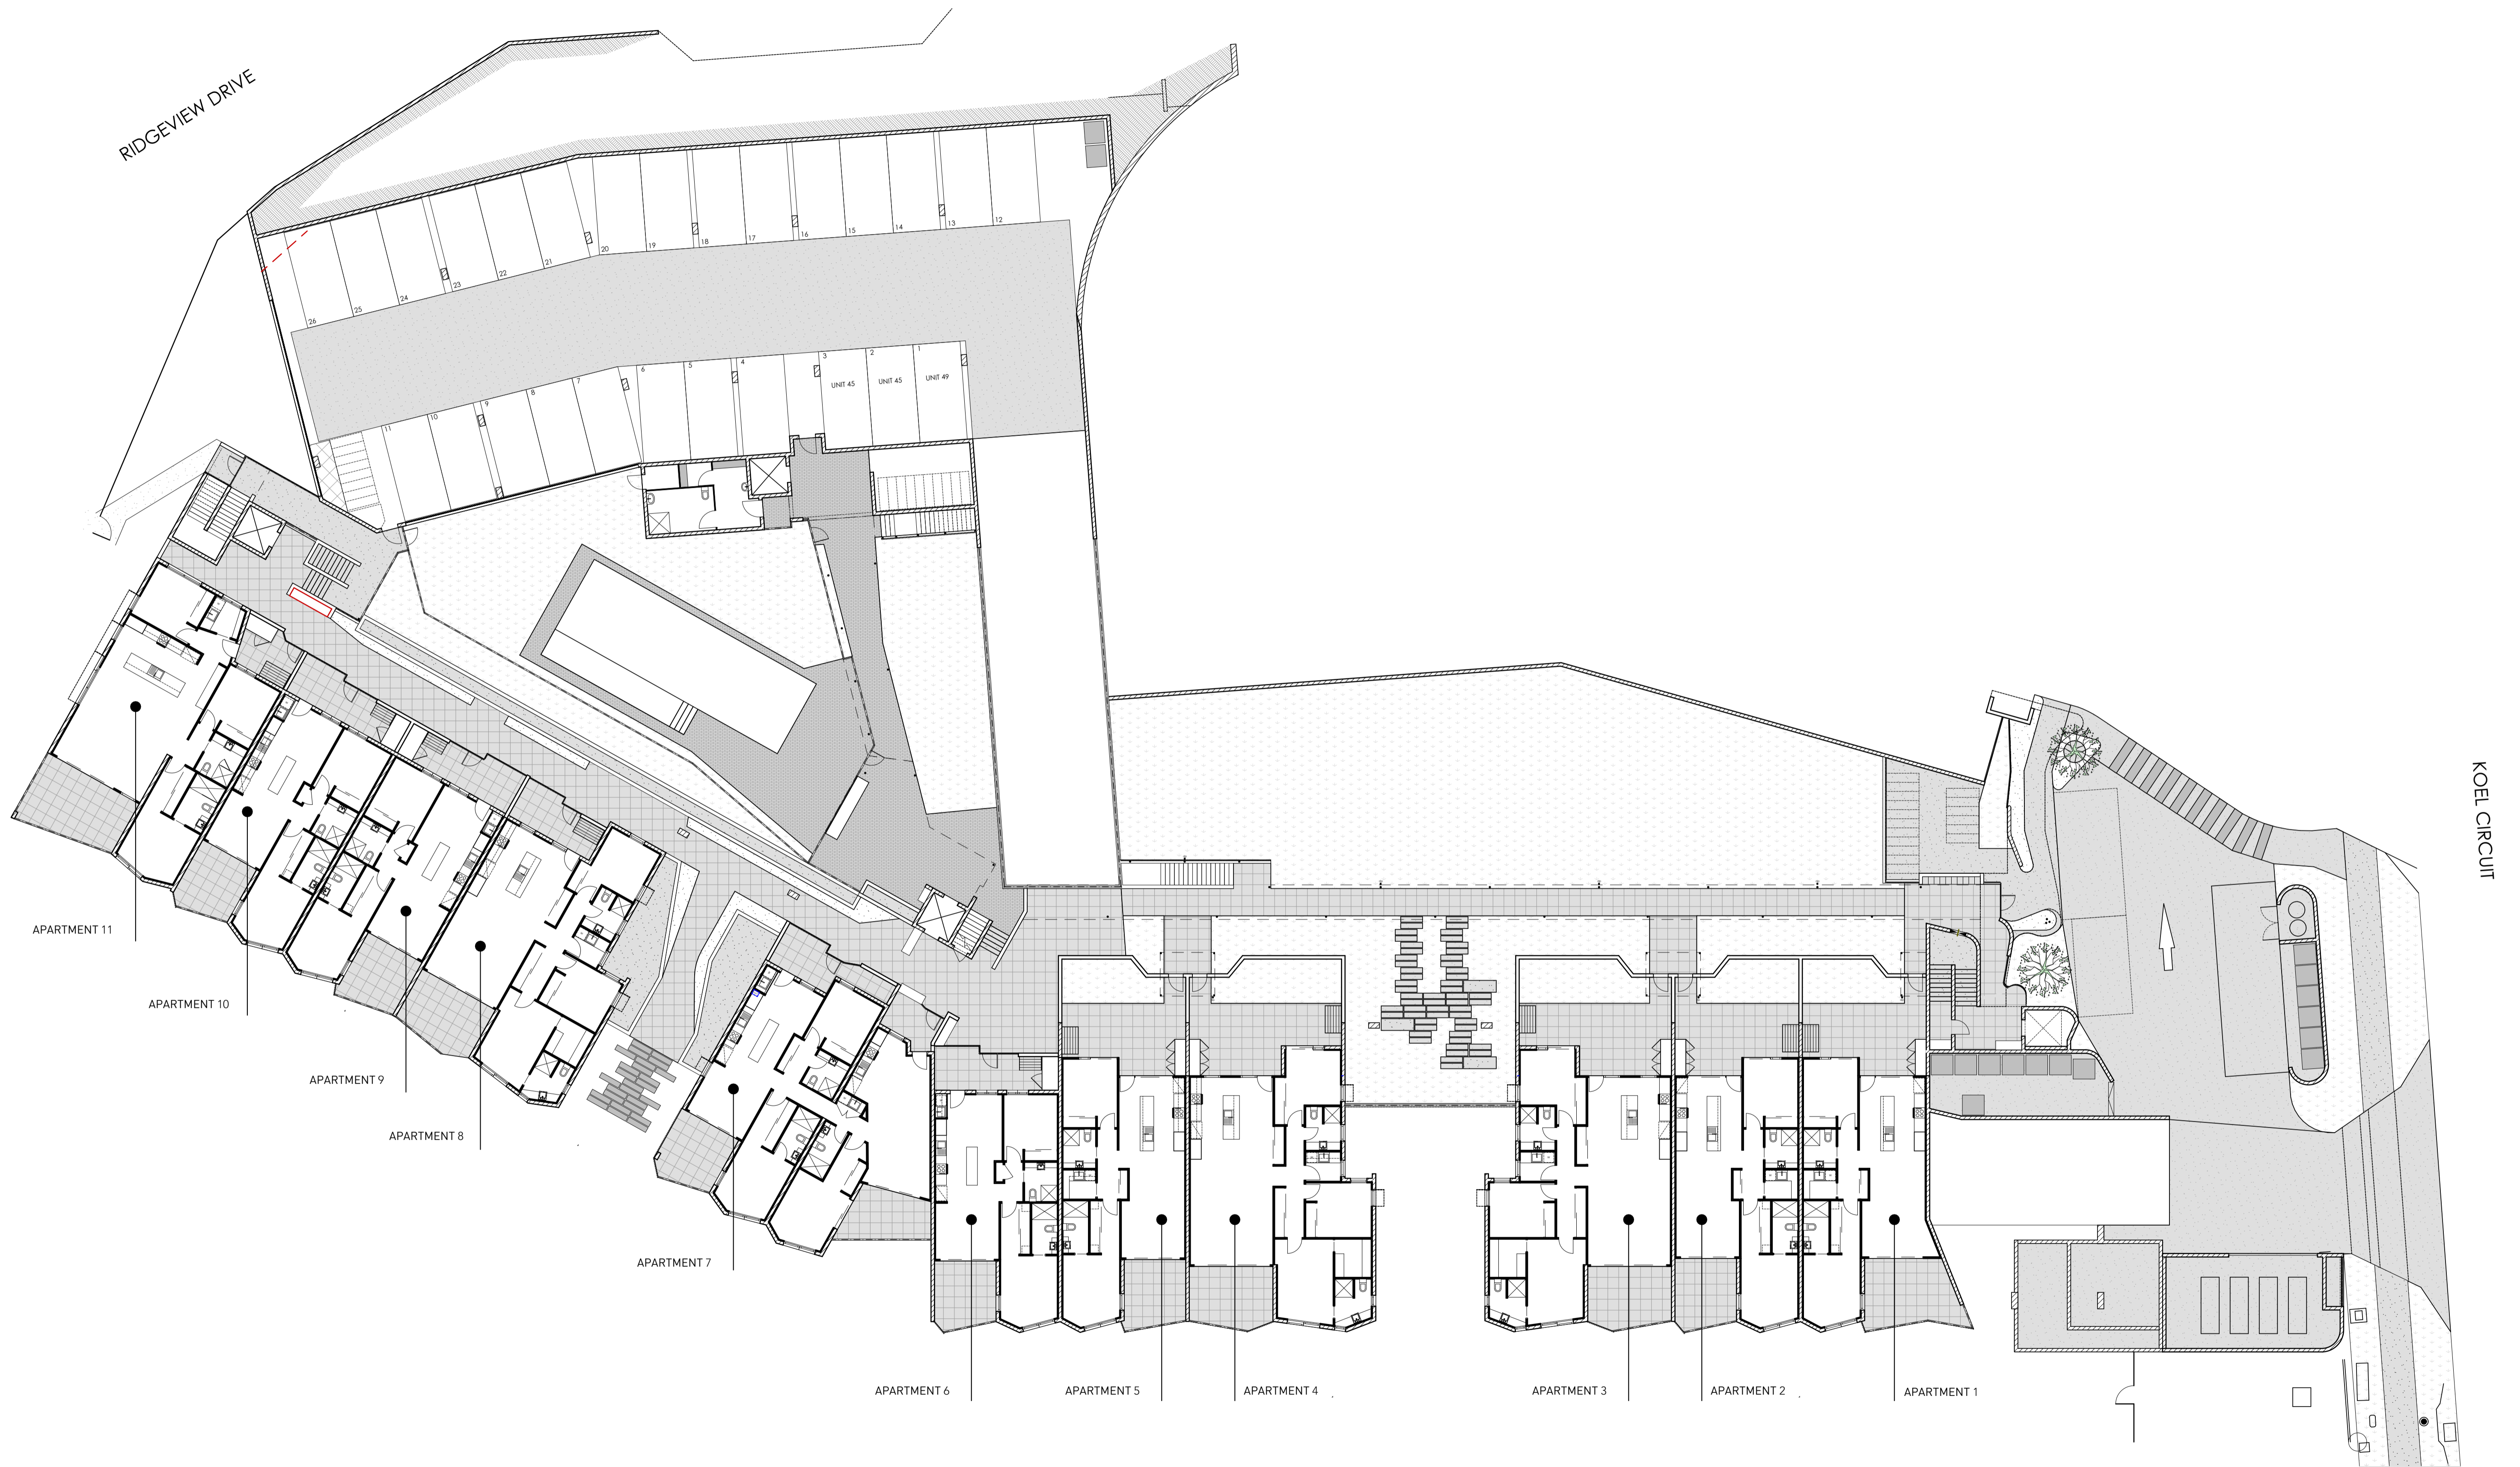 RIDGEVIEW DRIVE
12
13
14
15
16
17
18
19
20
21
22
23
24
25
26
1
2
3
4
5
6
7
8
9
10
11
UNIT 45
UNIT 45
UNIT 49
KOEL CIRCUIT
APARTMENT 11
APARTMENT 10
APARTMENT 9
APARTMENT 8
APARTMENT 7
APARTMENT 6
APARTMENT 5
APARTMENT 4
APARTMENT 3
APARTMENT 2
APARTMENT 1